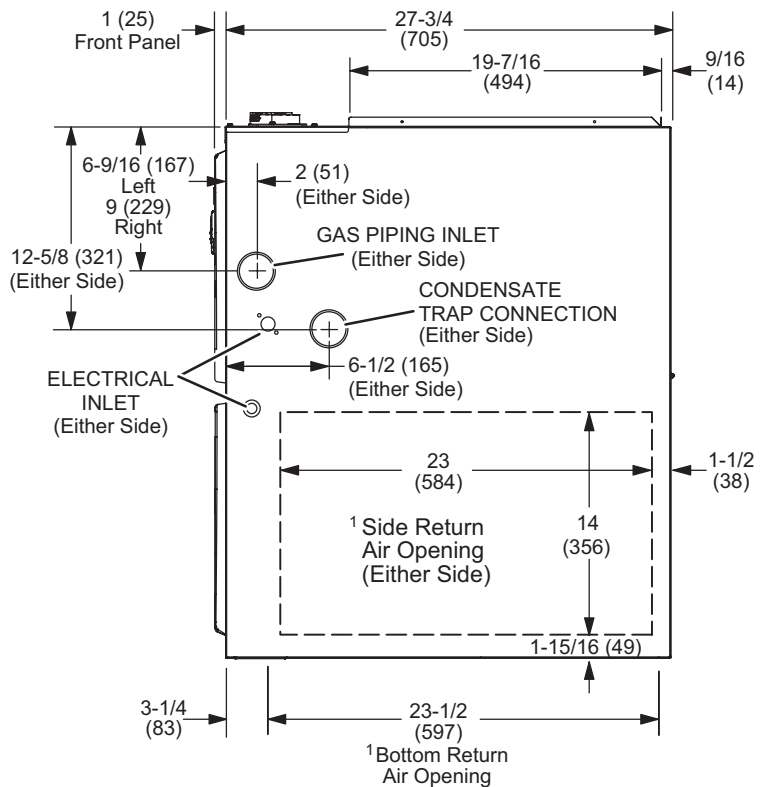 1 (25)
Front Panel
27-3/4
(705)
19-7/16
(494)
9/16
(14)
6-9/16 (167)
Left
9 (229)
Right
2 (51)
(Either Side)
12-5/8 (321)
(Either Side)
GAS PIPING INLET
(Either Side)
CONDENSATE
TRAP CONNECTION
(Either Side)
6-1/2 (165)
(Either Side)
ELECTRICAL
INLET
(Either Side)
23
(584)
1-1/2
(38)
1 Side Return
Air Opening
(Either Side)
14
(356)
1-15/16 (49)
3-1/4
(83)
23-1/2
(597)
1 Bottom Return
Air Opening